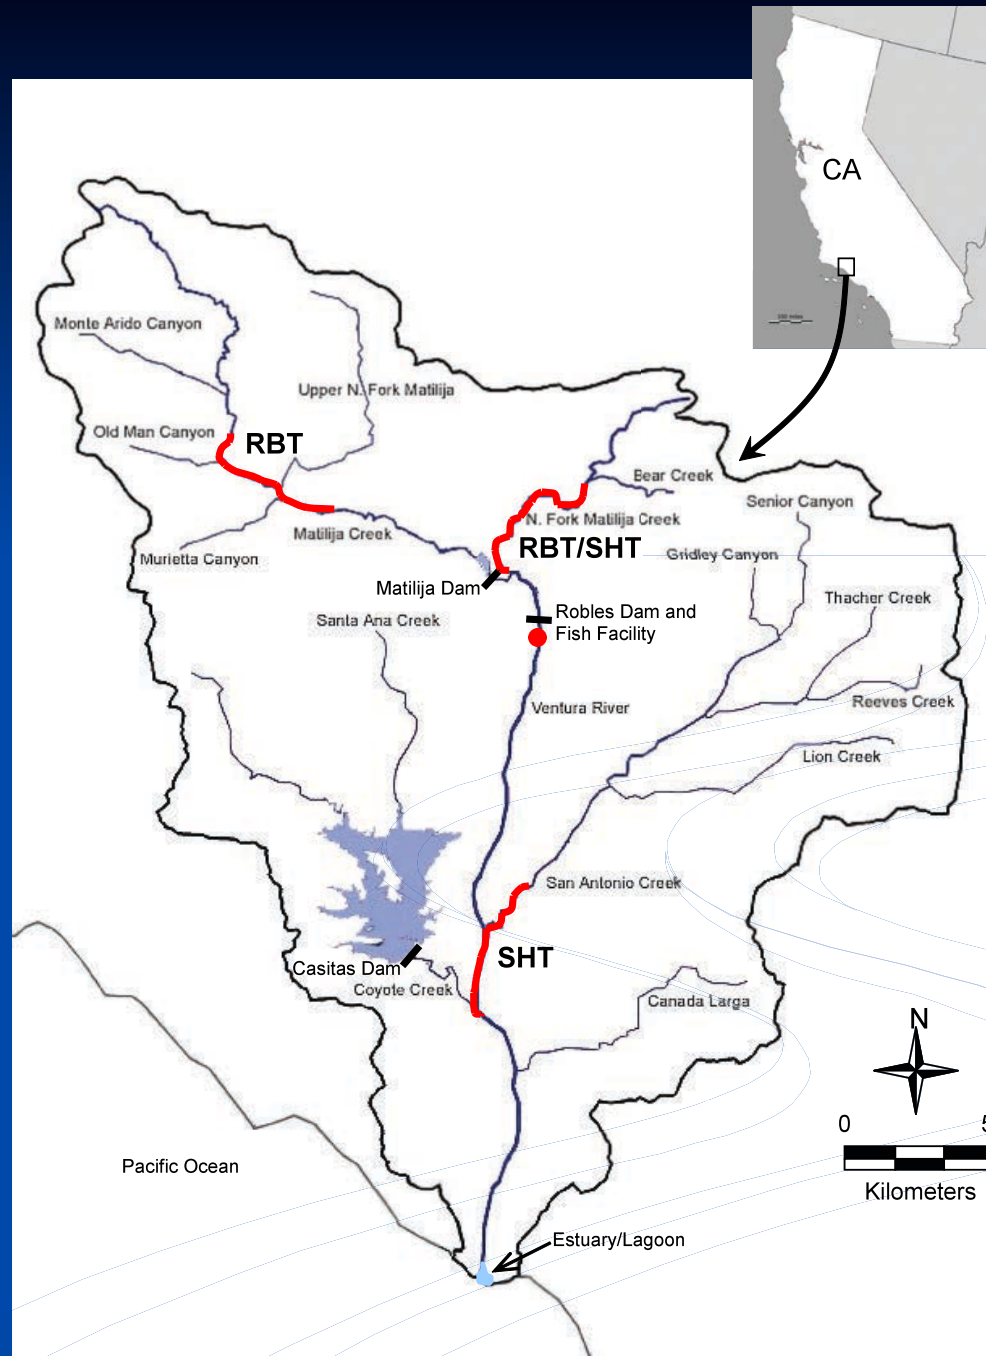 CA
Monte Arido Canyon
Upper N. Fork Matilija
Old Man Canyon
RBT
Bear Creek
Senior Canyon
N. Fork Matilija Creek
Matilija Creek
RBT/SHT
Gridley Canyon
Murietta Canyon
Matilija Dam
Thacher Creek
Robles Dam and
Fish Facility
Santa Ana Creek
Reeves Creek
Ventura River
Lion Creek
San Antonio Creek
SHT
Casitas Dam
Coyote Creek
Canada Larga
N
0 5
Kilometers
Pacific Ocean
Estuary/Lagoon